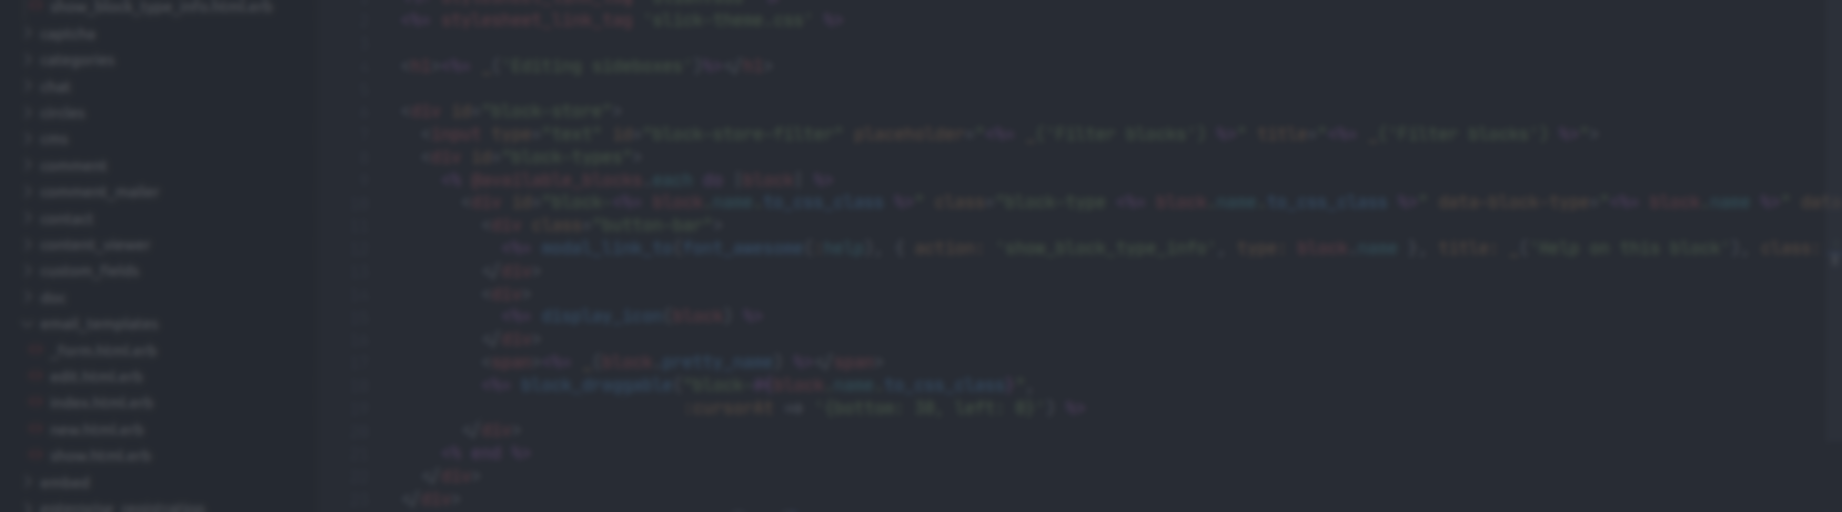 show_block_type_info.html.erb
captcha
categories
chat
circles
cms
comment
comment_mailer
contact
content_viewer
custom_fields
doc
email_templates
_form.html.erb
edit.html.erb
index.html.erb
new.html.erb
show.html.erb
embed
<%= stylesheet_link_tag 'slick-theme.css' %>
<h1><%= _('Editing sideboxes')%></h1>
<div id="block-store">
<input type="text" id="block-store-filter" placeholder="<%= _('Filter blocks') %>" title="<%= _('Filter blocks') %>">
<div id="block-types">
<% @available_blocks.each do |block| %>
<div id="block-<%= block.name.to_css_class %>" class="block-type <%= block.name.to_css_class %>" data-block-type="<%= block.name %>" data
<div class="button-bar">
<%= modal_link_to(font_awesome(:help), { action: 'show_block_type_info', type: block.name }, title: _('Help on this block'), class:
</div>
<div>
<%= display_icon(block) %>
</div>
<span><%= _(block.pretty_name) %></span>
<%= block_draggable("block-#{block.name.to_css_class}",
:cursorAt => '{bottom: 30, left: 0}') %>
</div>
<% end %>
</div>
</div>